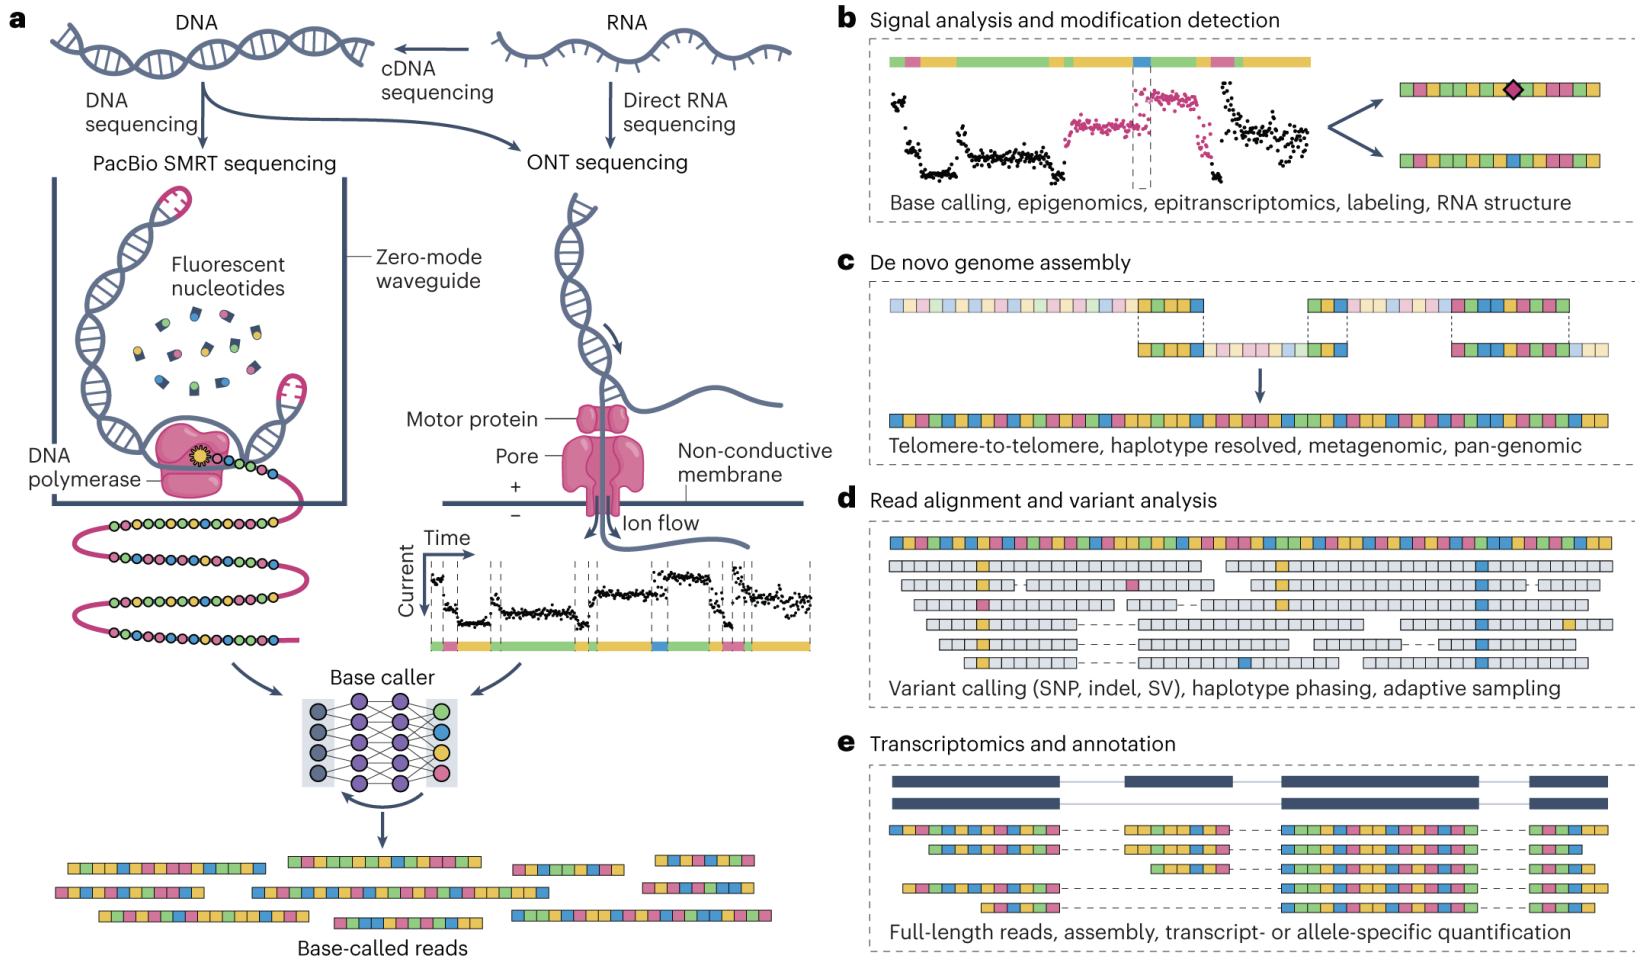 a
DNA
RNA
cDNA
sequencing
DNA
sequencing
Direct RNA
sequencing
PacBio SMRT sequencing
ONT sequencing
Fluorescent
nucleotides
Zero-mode
waveguide
DNA
polymerase
Motor protein
Pore
Non-conductive
membrane
+
−
Ion flow
Time
Current
Base caller
Base-called reads
b Signal analysis and modification detection
Base calling, epigenomics, epitranscriptomics, labeling, RNA structure
c De novo genome assembly
Telomere-to-telomere, haplotype resolved, metagenomic, pan-genomic
d Read alignment and variant analysis
Variant calling (SNP, indel, SV), haplotype phasing, adaptive sampling
e Transcriptomics and annotation
Full-length reads, assembly, transcript- or allele-specific quantification